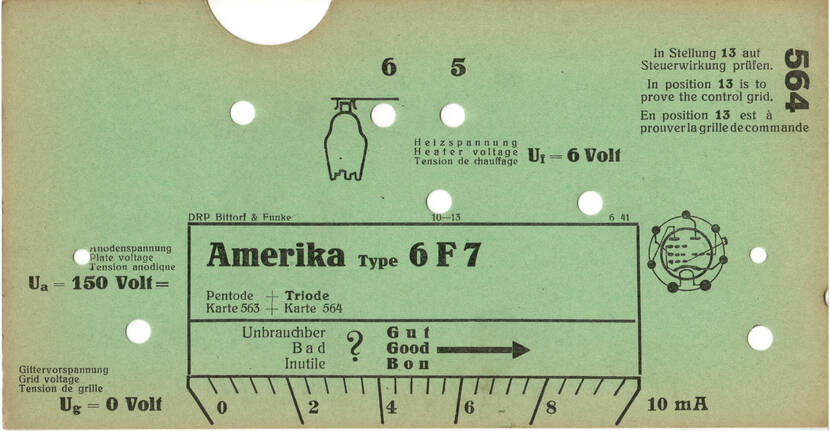 6 5
in Stellung 13 auf
Steuerwirkung prüfen.
In position 13 is to
prove the control grid.
En position 13 est à
prouver la grille de commande
564
Heizspannung
Heater voltage
Tension de chauffage
Uf = 6 Volt
DRP Bittorf & Funke 10—13 6 41
Anodenspannung
Plate voltage
Tension anodique
Ua = 150 Volt=
Amerika Type 6F7
Pentode + Triode
Karte 563 + Karte 564
Unbrauchber ? Gut
Bad Good
Inutile Bon
Gittervorspannung
Grid voltage
Tension de grille
Ug = 0 Volt
0 2 4 6 8 10 mA